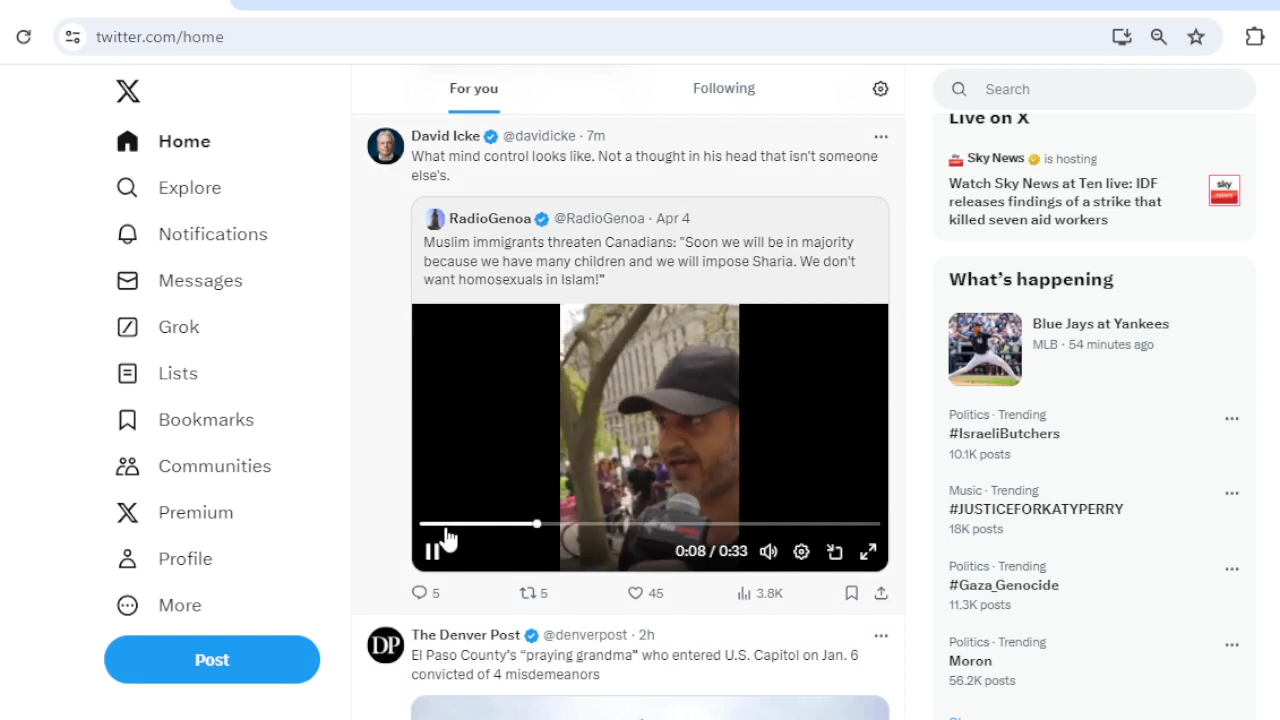 twitter.com/home
For you
Following
Search
Home
Explore
Notifications
Messages
Grok
Lists
Bookmarks
Communities
Premium
Profile
More
Post
David Icke @davidicke · 7m
What mind control looks like. Not a thought in his head that isn't someone
else's.
RadioGenoa @RadioGenoa · Apr 4
Muslim immigrants threaten Canadians: "Soon we will be in majority
because we have many children and we will impose Sharia. We don't
want homosexuals in Islam!"
0:08 / 0:33
5
5
45
3.8K
DP
The Denver Post @denverpost · 2h
El Paso County's “praying grandma” who entered U.S. Capitol on Jan. 6
convicted of 4 misdemeanors
Live on X
Sky News is hosting
Watch Sky News at Ten live: IDF
releases findings of a strike that
killed seven aid workers
sky
What's happening
Blue Jays at Yankees
MLB · 54 minutes ago
Politics · Trending
#IsraeliButchers
10.1K posts
Music · Trending
#JUSTICEFORKATYPERRY
18K posts
Politics · Trending
#Gaza_Genocide
11.3K posts
Politics · Trending
Moron
56.2K posts